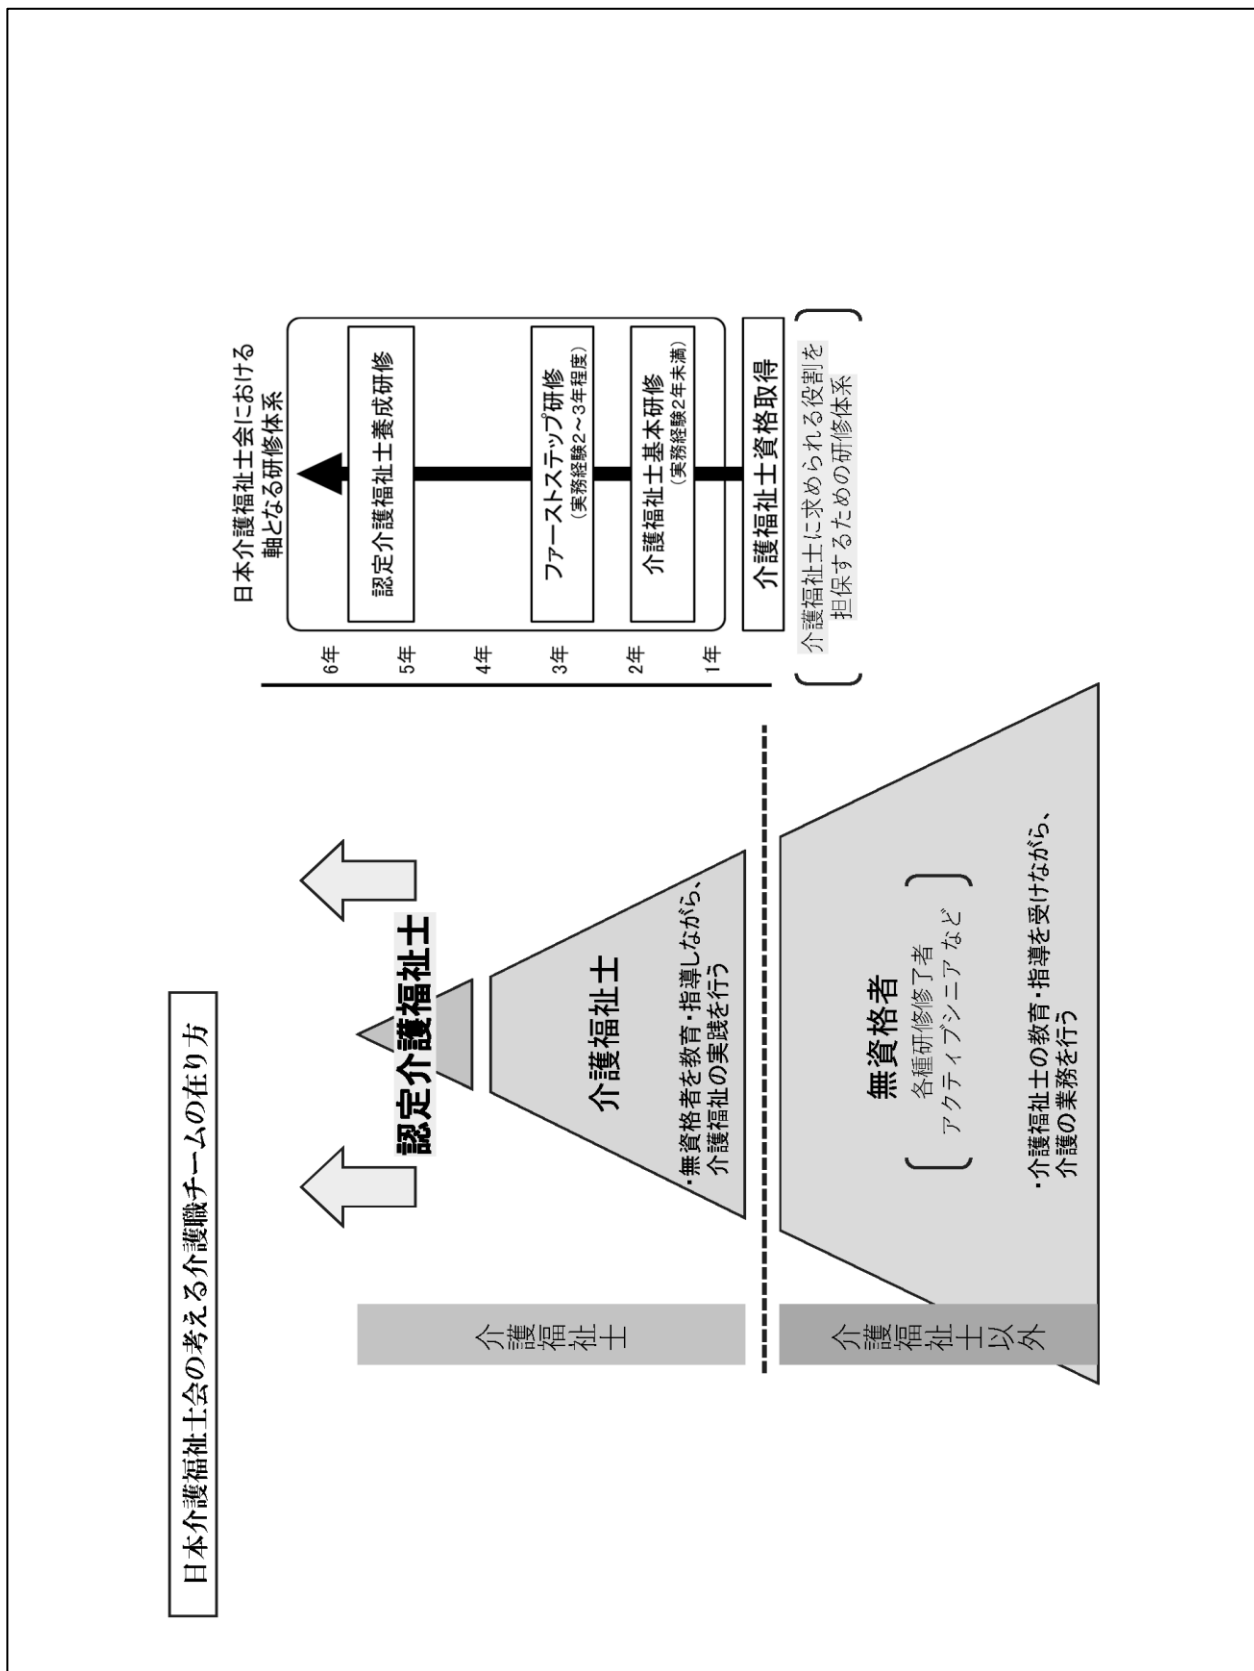 日本介護福祉士会の考える介護職チームの在り方
介護福祉士
介護福祉士以外
認定介護福祉士
介護福祉士
・無資格者を教育・指導しながら、
介護福祉の実践を行う
無資格者
各種研修修了者
アクティブシニア など
・介護福祉士の教育・指導を受けながら、
介護の業務を行う
日本介護福祉士会における
軸となる研修体系
6年
5年
4年
3年
2年
1年
認定介護福祉士養成研修
ファーストステップ研修
（実務経験2～3年程度）
介護福祉士基本研修
（実務経験2年未満）
介護福祉士資格取得
介護福祉士に求められる役割を
担保するための研修体系